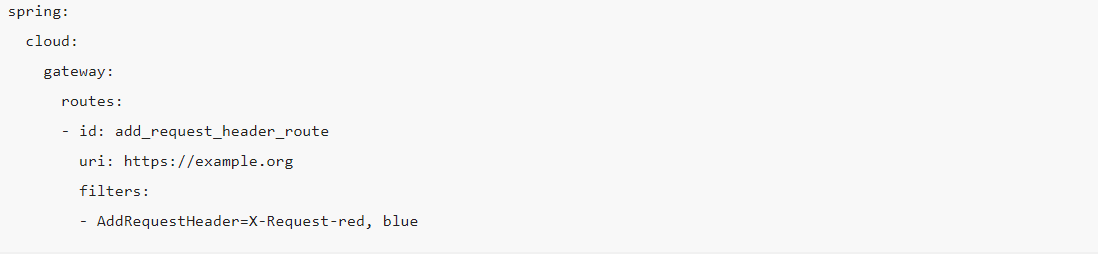 spring:
  cloud:
    gateway:
      routes:
      - id: add_request_header_route
        uri: https://example.org
        filters:
        - AddRequestHeader=X-Request-red, blue